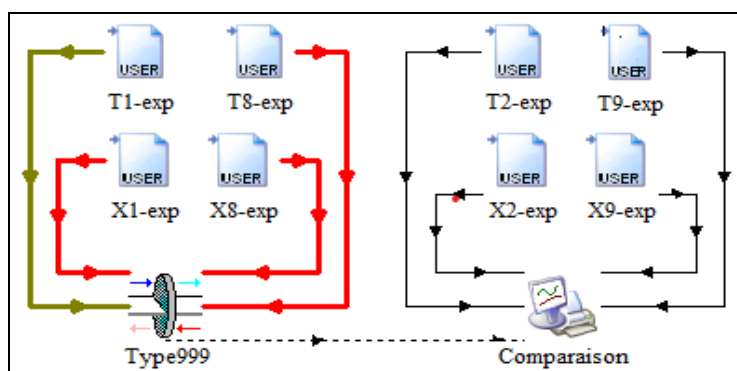 USER USER USER USER
T1-exp T8-exp T2-exp T9-exp
USER USER USER USER
X1-exp X8-exp X2-exp X9-exp
Type999 Comparaison